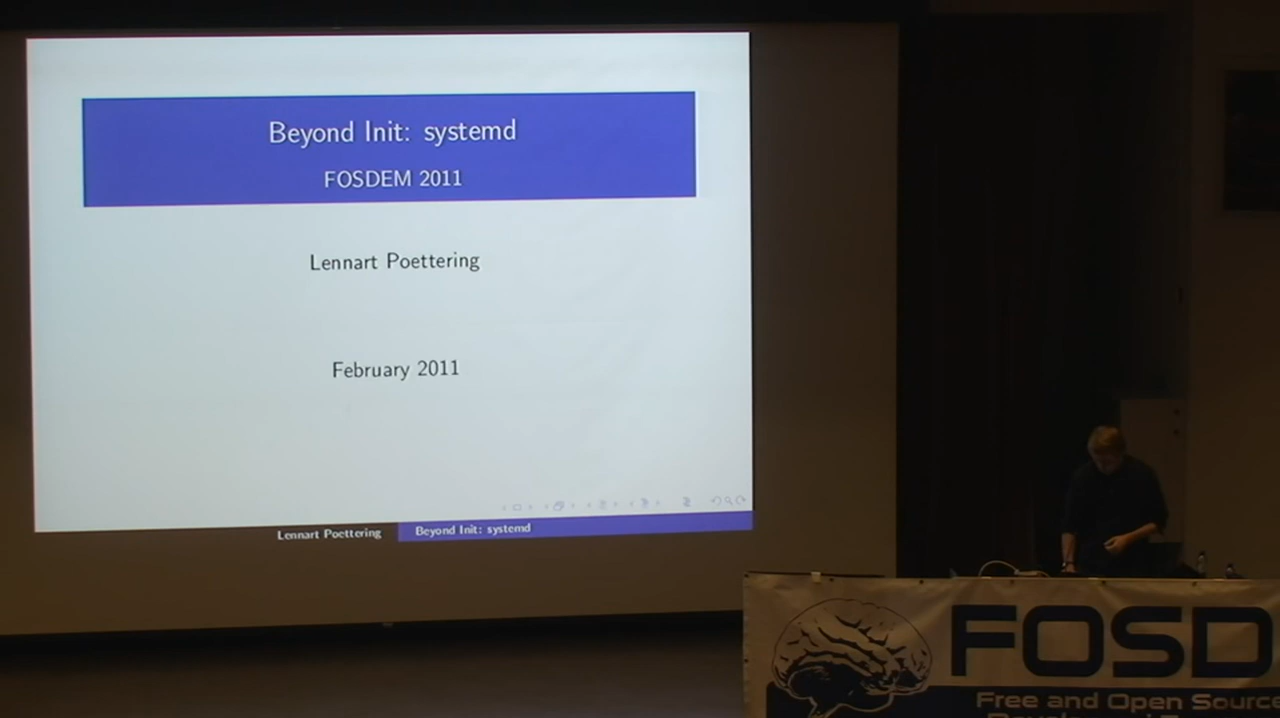 Beyond Init: systemd
FOSDEM 2011
Lennart Poettering
February 2011
Lennart Poettering
Beyond Init: systemd
FOSD
Free and Open Source